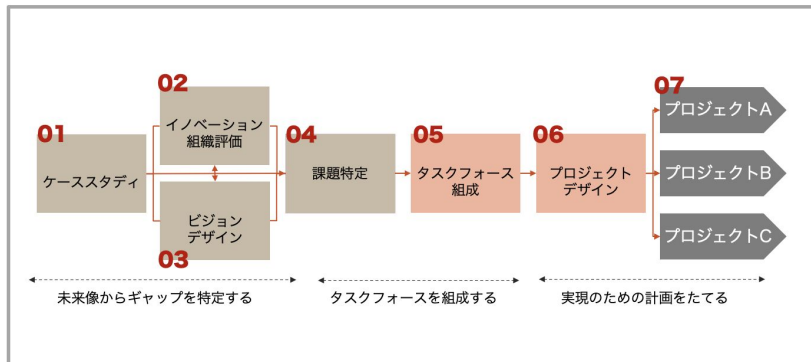 01
ケーススタディ
02
イノベーション
組織評価
ビジョン
デザイン
03
04
課題特定
05
タスクフォース
組成
06
プロジェクト
デザイン
07
プロジェクトA
プロジェクトB
プロジェクトC
未来像からギャップを特定する
タスクフォースを組成する
実現のための計画をたてる